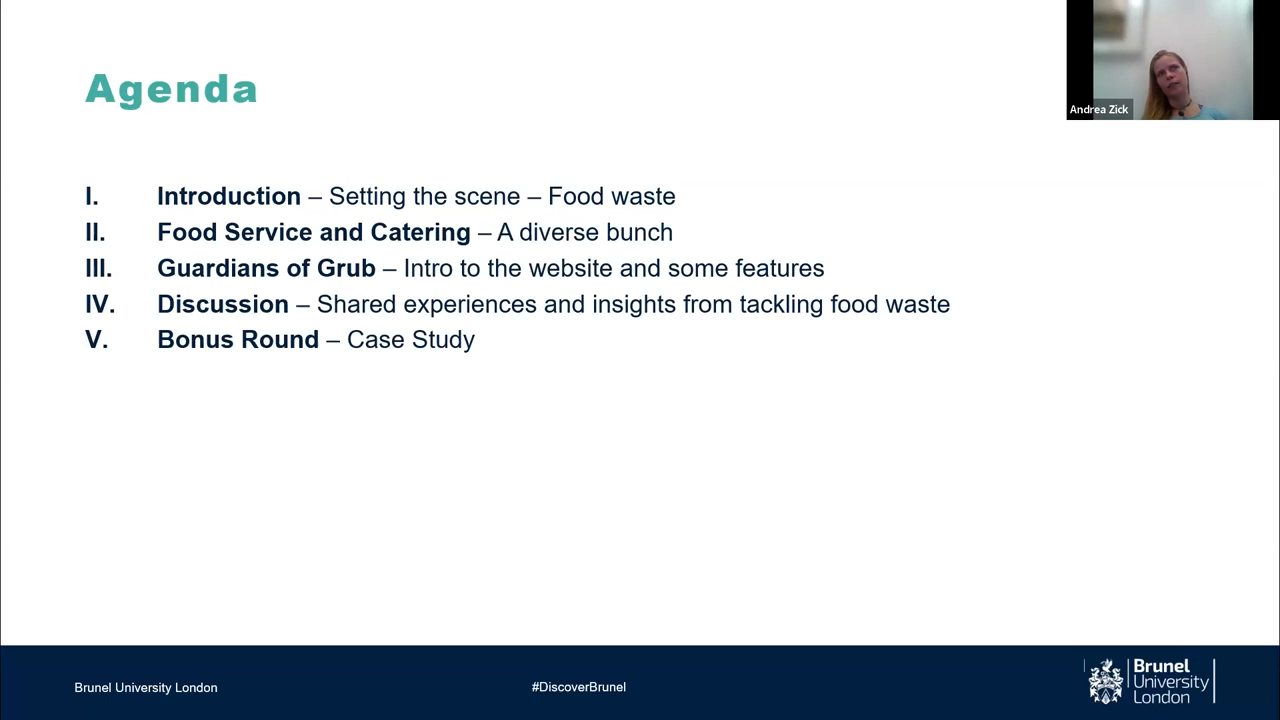 Agenda
Andrea Zick
I. Introduction – Setting the scene – Food waste
II. Food Service and Catering – A diverse bunch
III. Guardians of Grub – Intro to the website and some features
IV. Discussion – Shared experiences and insights from tackling food waste
V. Bonus Round – Case Study
Brunel University London
#DiscoverBrunel
Brunel
University
London